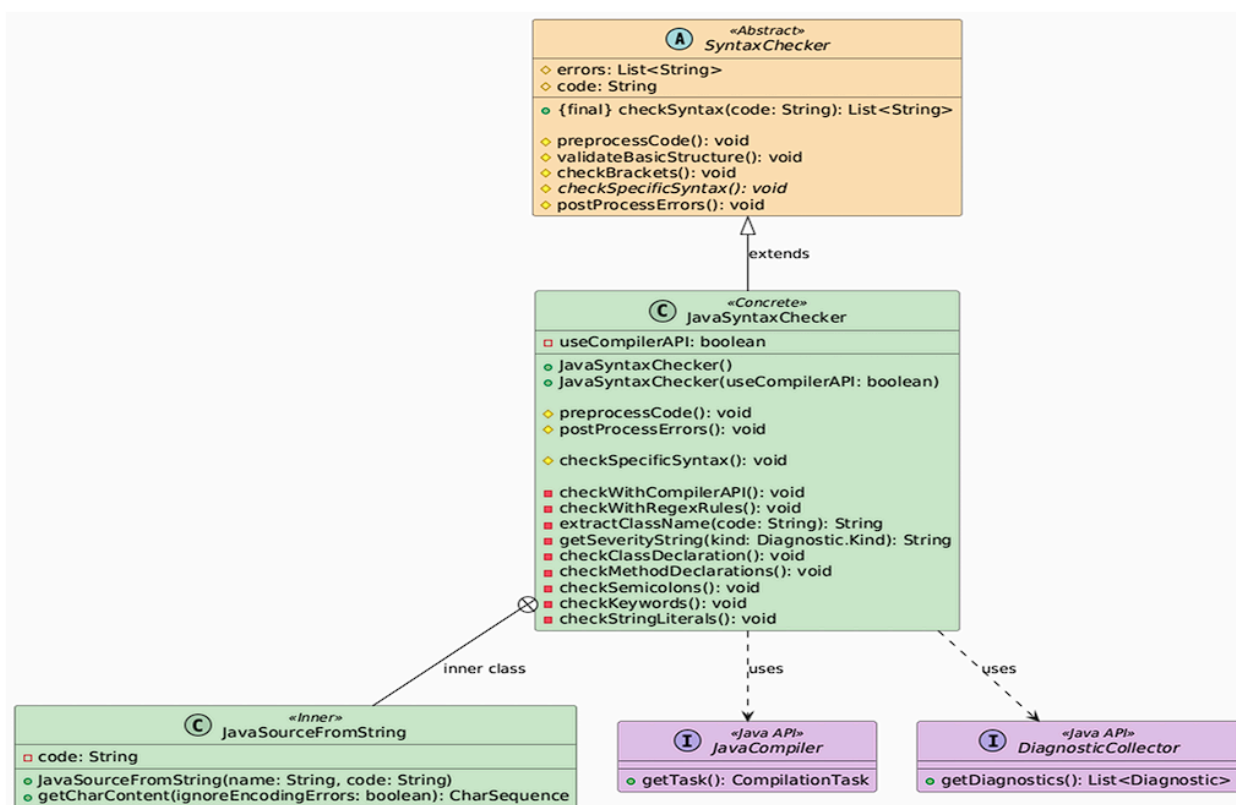 A «Abstract»
SyntaxChecker
errors: List<String>
code: String
{final} checkSyntax(code: String): List<String>
preprocessCode(): void
validateBasicStructure(): void
checkBrackets(): void
checkSpecificSyntax(): void
postProcessErrors(): void
extends
C «Concrete»
JavaSyntaxChecker
useCompilerAPI: boolean
JavaSyntaxChecker()
JavaSyntaxChecker(useCompilerAPI: boolean)
preprocessCode(): void
postProcessErrors(): void
checkSpecificSyntax(): void
checkWithCompilerAPI(): void
checkWithRegexRules(): void
extractClassName(code: String): String
getSeverityString(kind: Diagnostic.Kind): String
checkClassDeclaration(): void
checkMethodDeclarations(): void
checkSemicolons(): void
checkKeywords(): void
checkStringLiterals(): void
inner class
uses
uses
C «Inner»
JavaSourceFromString
code: String
JavaSourceFromString(name: String, code: String)
getCharContent(ignoreEncodingErrors: boolean): CharSequence
I «Java API»
JavaCompiler
getTask(): CompilationTask
I «Java API»
DiagnosticCollector
getDiagnostics(): List<Diagnostic>